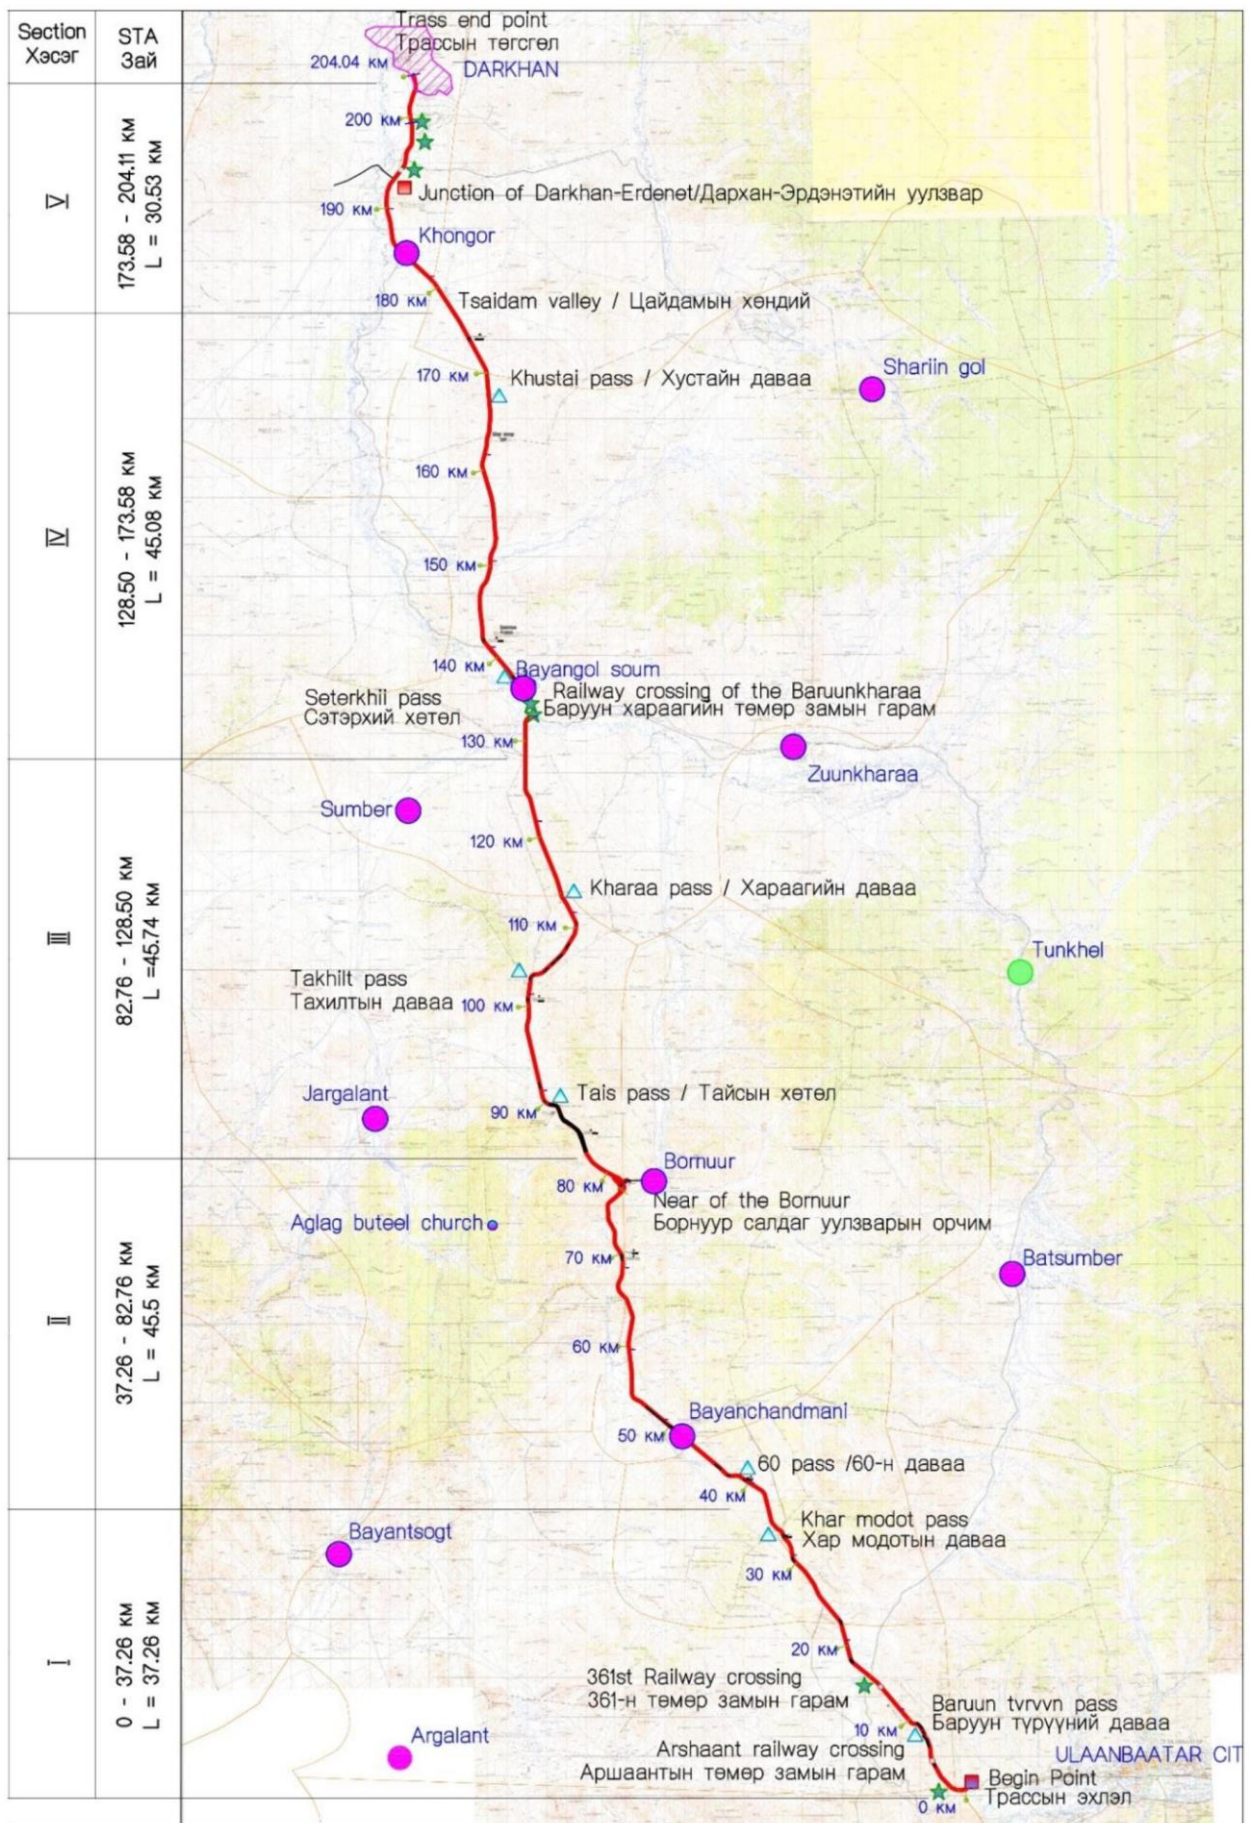 Section
Хэсэг
STA
Зай
Trass end point
Трассын төгсгөл
204.04 км
DARKHAN
200 км
V
173.58 - 204.11 км
L = 30.53 км
Junction of Darkhan-Erdenet/Дархан-Эрдэнэтийн уулзвар
190 км
Khongor
180 км
Tsaidam valley / Цайдамын хөндий
170 км
Khustai pass / Хустайн даваа
Shariin gol
160 км
IV
128.50 - 173.58 км
L = 45.08 км
150 км
140 км
Bayangol soum
Seterkhii pass
Сэтэрхий хөтөл
Railway crossing of the Baruunkharaa
Баруун хараагийн төмөр замын гарам
130 км
Zuunkharaa
Sumber
120 км
Kharaa pass / Хараагийн даваа
III
82.76 - 128.50 км
L =45.74 км
110 км
Tunkhel
Takhilt pass
Тахилтын даваа
100 км
Jargalant
Tais pass / Тайсын хөтөл
90 км
Bornuur
80 км
Near of the Bornuur
Борнуур салдаг уулзварын орчим
Aglag buteel church
70 км
Batsumber
II
37.26 - 82.76 км
L = 45.5 км
60 км
Bayanchandmani
50 км
60 pass /60-н даваа
40 км
Khar modot pass
Хар модотын даваа
Bayantsogt
30 км
I
0 - 37.26 км
L = 37.26 км
20 км
361st Railway crossing
361-н төмөр замын гарам
Baruun tvrvvn pass
Баруун түрүүний даваа
10 км
Argalant
Arshaant railway crossing
Аршаантын төмөр замын гарам
ULAANBAATAR CIT
Begin Point
Трассын эхлэл
0 км